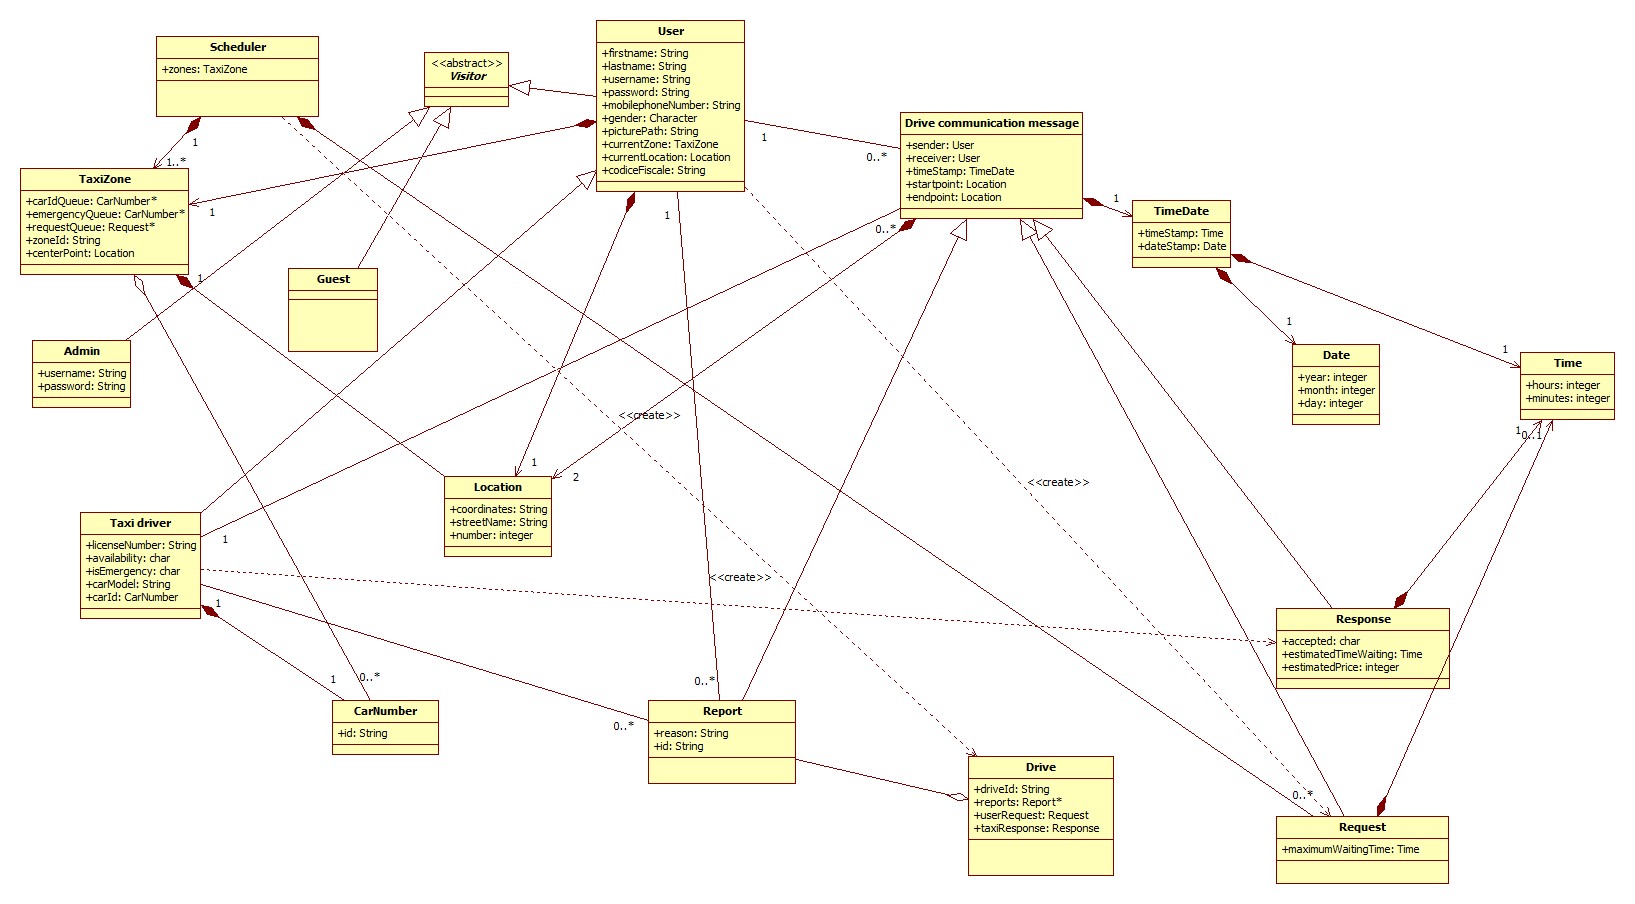 Scheduler
+zones: TaxiZone
<<abstract>>
Visitor
User
+firstname: String
+lastname: String
+username: String
+password: String
+mobilephoneNumber: String
+gender: Character
+picturePath: String
+currentZone: TaxiZone
+currentLocation: Location
+codiceFiscale: String
Drive communication message
+sender: User
+receiver: User
+timeStamp: TimeDate
+startpoint: Location
+endpoint: Location
1
0..*
1
1..*
TaxiZone
+carIdQueue: CarNumber*
+emergencyQueue: CarNumber*
+requestQueue: Request*
+zoneId: String
+centerPoint: Location
1
1
1
0..*
1
TimeDate
+timeStamp: Time
+dateStamp: Date
Guest
1
1
Admin
+username: String
+password: String
Date
+year: integer
+month: integer
+day: integer
Time
+hours: integer
+minutes: integer
<<create>>
1
0..1
1
2
<<create>>
Location
+coordinates: String
+streetName: String
+number: integer
Taxi driver
+licenseNumber: String
+availability: char
+isEmergency: char
+carModel: String
+carId: CarNumber
1
<<create>>
1
Response
+accepted: char
+estimatedTimeWaiting: Time
+estimatedPrice: integer
1
0..*
0..*
0..*
CarNumber
+id: String
Report
+reason: String
+id: String
Drive
+driveId: String
+reports: Report*
+userRequest: Request
+taxiResponse: Response
0..*
Request
+maximumWaitingTime: Time